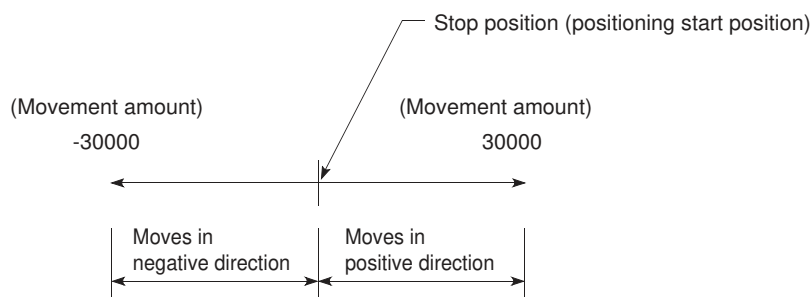 Stop position (positioning start position)
(Movement amount)
(Movement amount)
-30000
30000
Moves in
negative direction
Moves in
positive direction